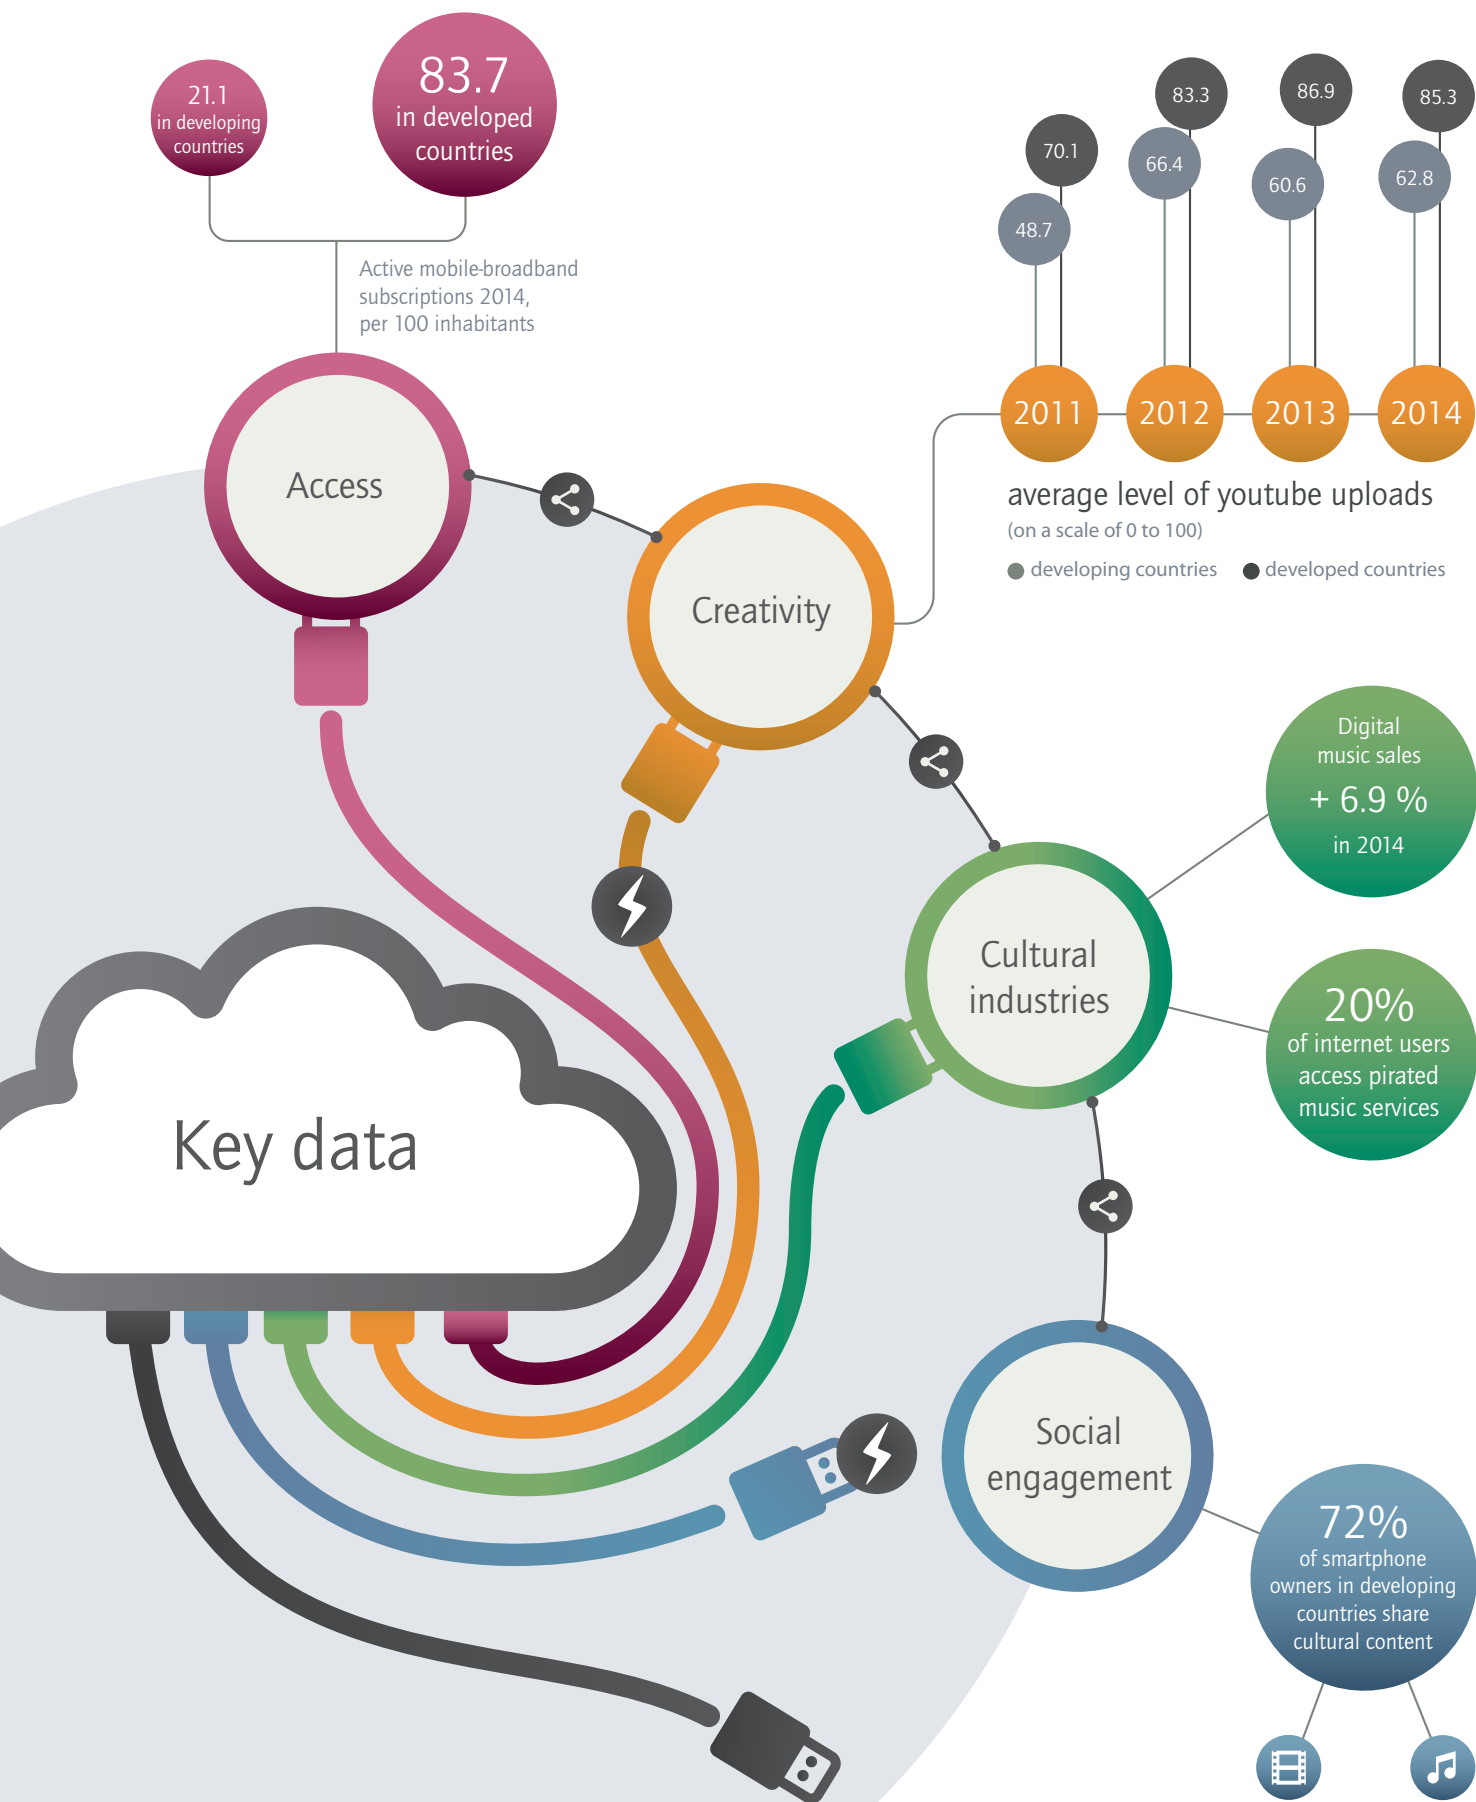 21.1
in developing
countries
83.7
in developed
countries
Active mobile-broadband
subscriptions 2014,
per 100 inhabitants
Access
70.1
48.7
83.3
66.4
86.9
60.6
85.3
62.8
2011
2012
2013
2014
average level of youtube uploads
(on a scale of 0 to 100)
developing countries
developed countries
Creativity
Digital
music sales
+ 6.9 %
in 2014
Cultural
industries
20%
of internet users
access pirated
music services
Key data
Social
engagement
72%
of smartphone
owners in developing
countries share
cultural content